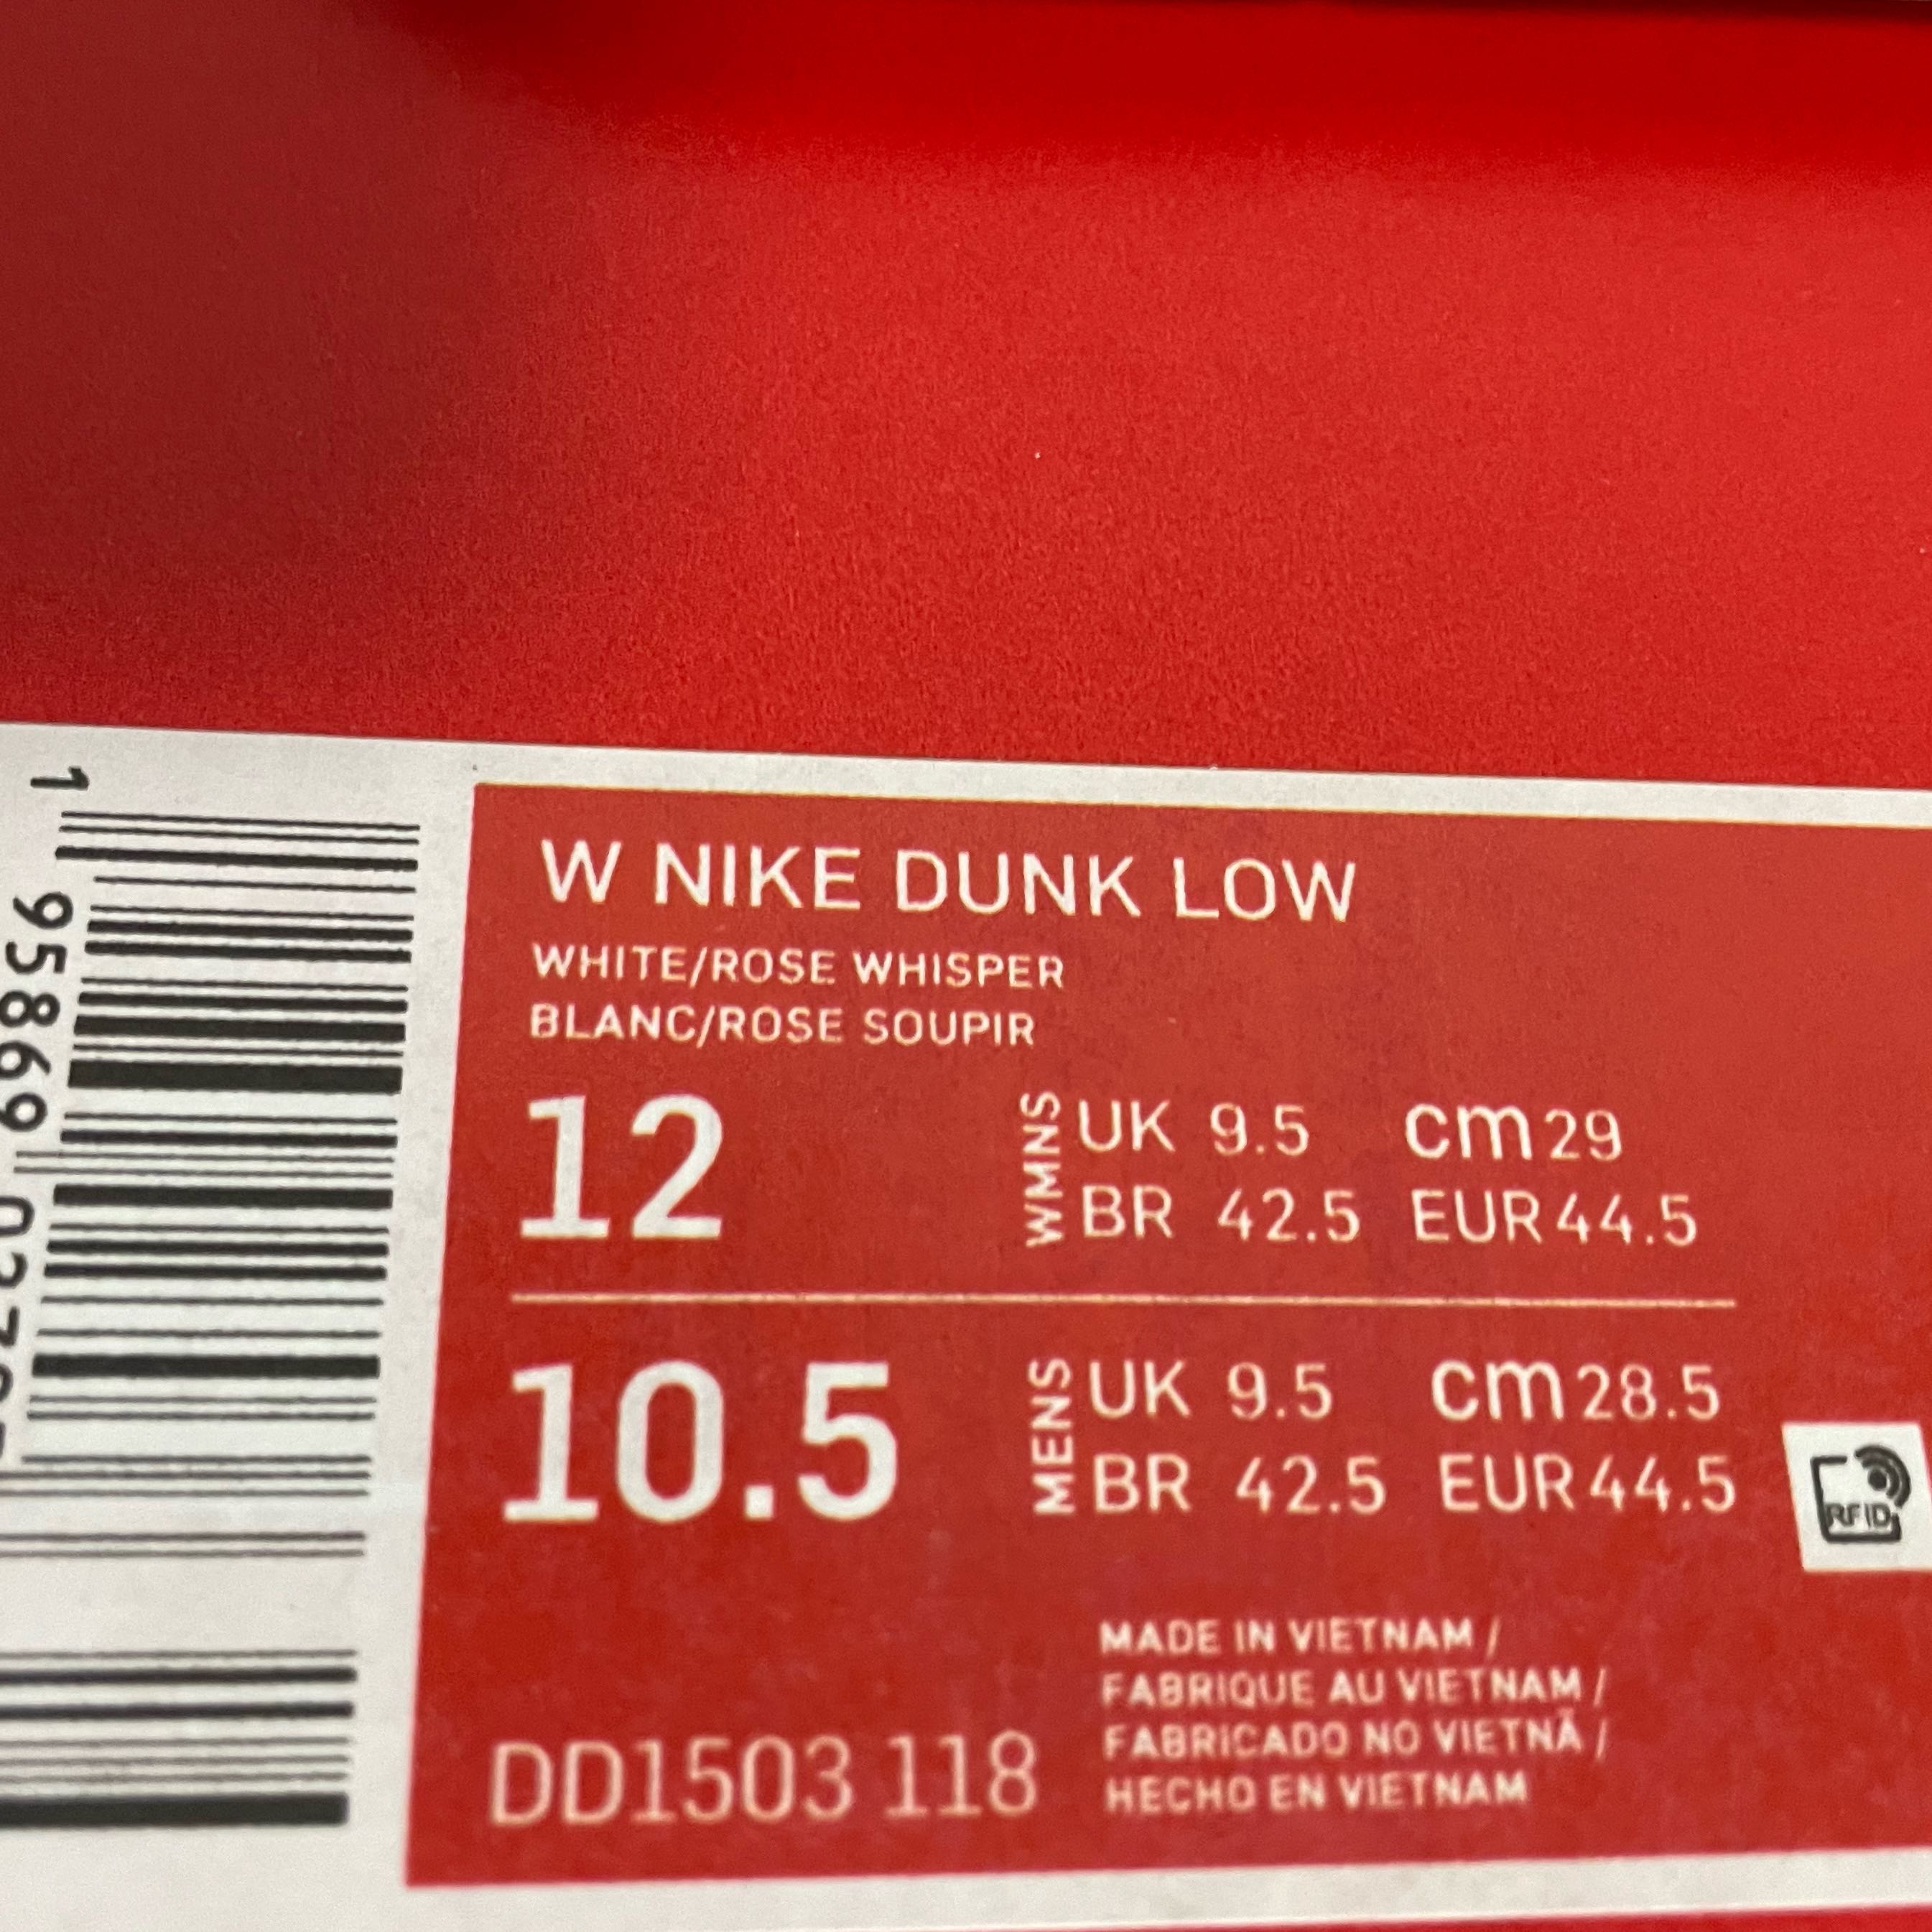 W NIKE DUNK LOW
WHITE/ROSE WHISPER
BLANC/ROSE SOUPIR
12 WMNS UK 9.5 cm 29
BR 42.5 EUR 44.5
10.5 MENS UK 9.5 cm 28.5
BR 42.5 EUR 44.5
RFID
MADE IN VIETNAM /
FABRIQUE AU VIETNAM /
FABRICADO NO VIETNÃ /
HECHO EN VIETNAM
DD1503 118
1 95869